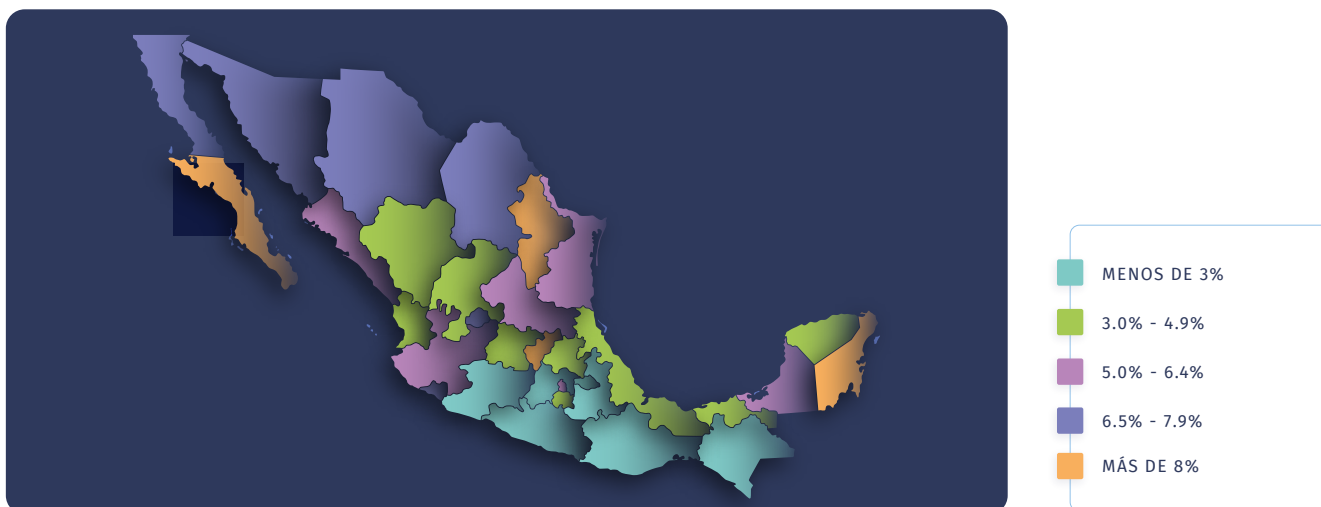 MENOS DE 3%
3.0% - 4.9%
5.0% - 6.4%
6.5% - 7.9%
MÁS DE 8%